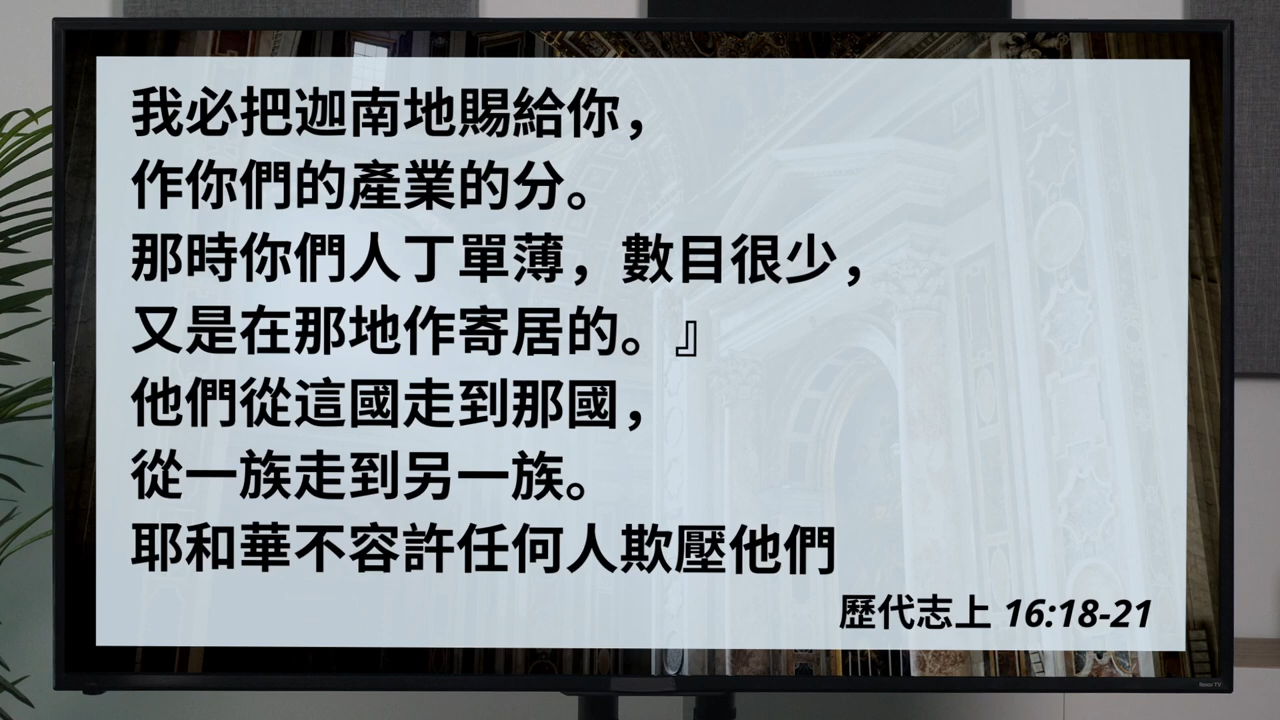 我必把迦南地賜給你，
作你們的產業的分。
那時你們人丁單薄，數目很少，
又是在那地作寄居的。』
他們從這國走到那國，
從一族走到另一族。
耶和華不容許任何人欺壓他們
歷代志上 16:18-21